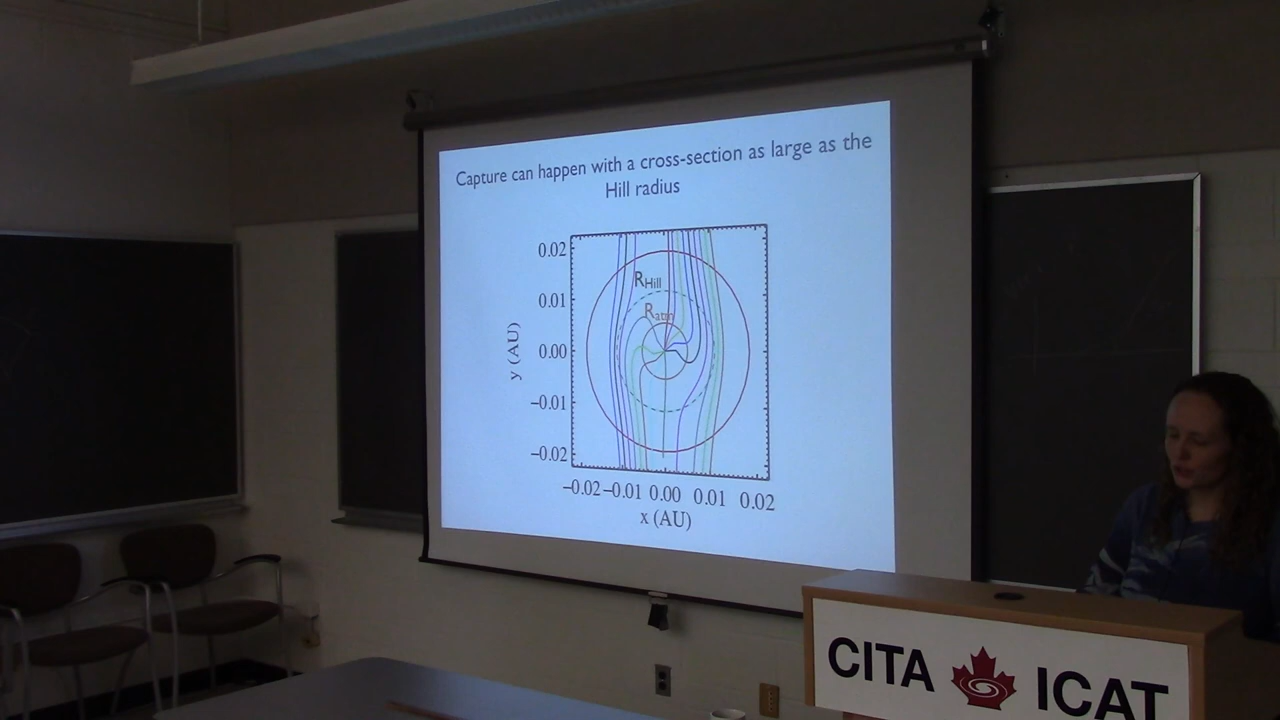 Capture can happen with a cross-section as large as the
Hill radius
0.02
0.01
0.00
−0.01
−0.02
y (AU)
RHill
Ratm
−0.02 −0.01 0.00 0.01 0.02
x (AU)
CITA ICAT